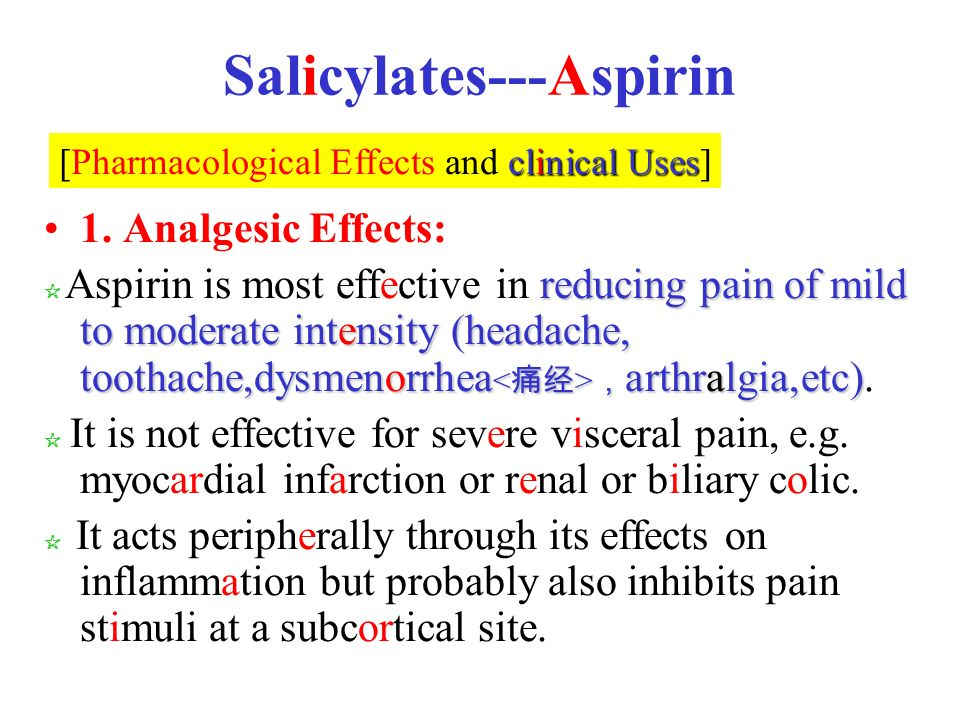 Salicylates---Aspirin
[Pharmacological Effects and clinical Uses]
• 1. Analgesic Effects:
☆ Aspirin is most effective in reducing pain of mild
to moderate intensity (headache,
toothache,dysmenorrhea<痛经>，arthralgia,etc).
☆ It is not effective for severe visceral pain, e.g.
myocardial infarction or renal or biliary colic.
☆ It acts peripherally through its effects on
inflammation but probably also inhibits pain
stimuli at a subcortical site.